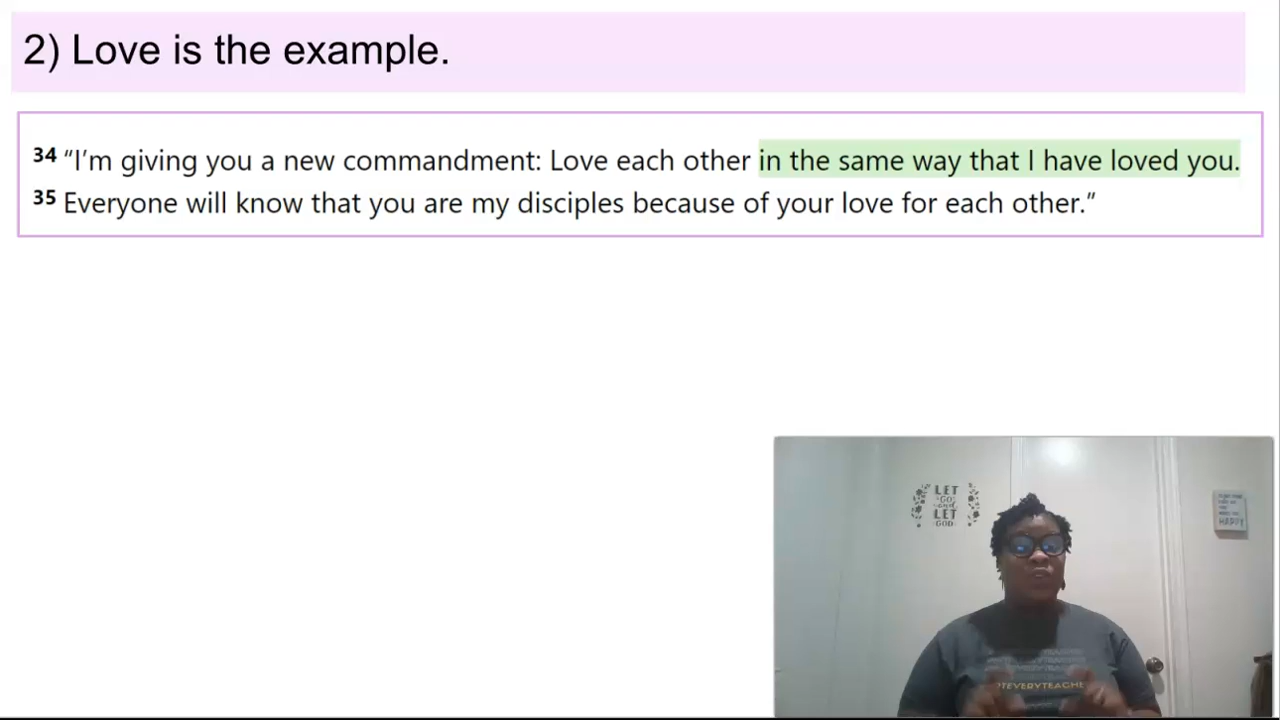 2) Love is the example.
34 “I’m giving you a new commandment: Love each other in the same way that I have loved you.
35 Everyone will know that you are my disciples because of your love for each other.”
LET
GO
and
LET
GOD
HAPPY